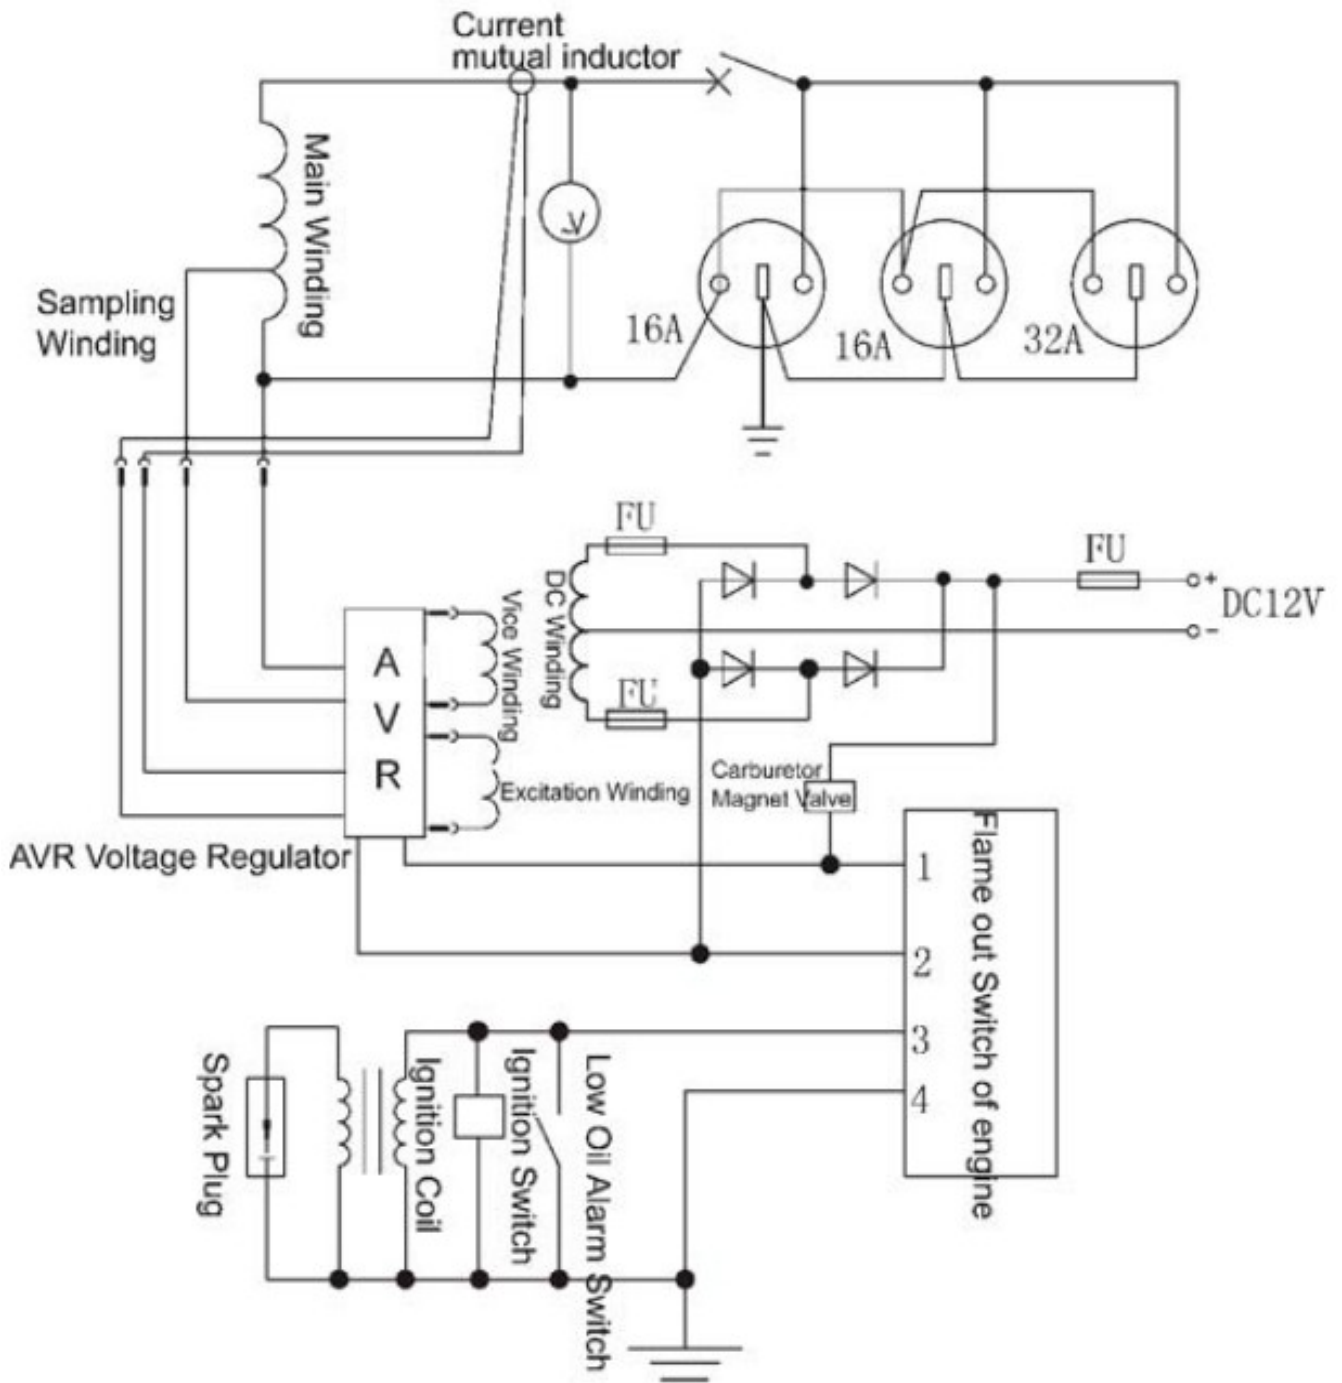 Current
mutual inductor
Main Winding
V
Sampling
Winding
16A
16A
32A
FU
FU
DC Winding
Vice Winding
+
DC12V
-
A
V
R
FU
Excitation Winding
Carburetor
Magnet Valve
AVR Voltage Regulator
Flame out Switch of engine
1
2
3
4
Spark Plug
Ignition Coil
Ignition Switch
Low Oil Alarm Switch